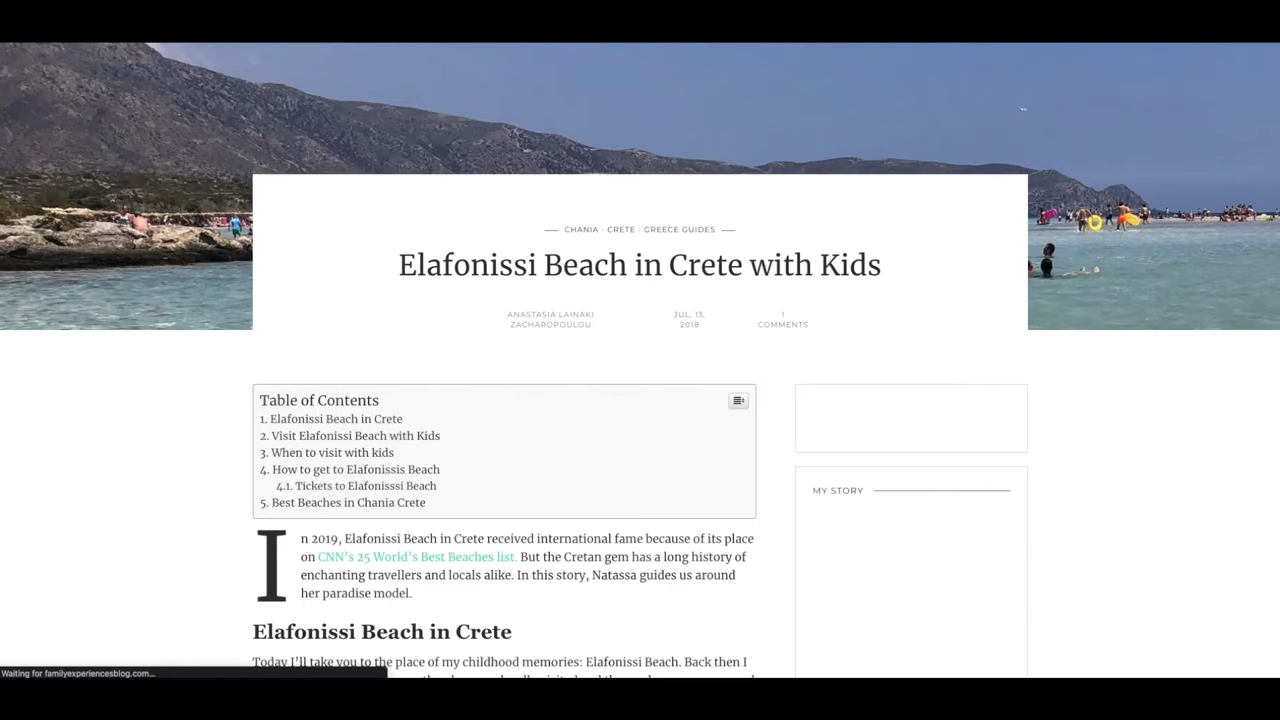 CHANIA · CRETE · GREECE GUIDES
Elafonissi Beach in Crete with Kids
ANASTASIA LAINAKI
ZACHAROPOULOU
JUL, 13,
2018
1
COMMENTS
Table of Contents
1. Elafonissi Beach in Crete
2. Visit Elafonissi Beach with Kids
3. When to visit with kids
4. How to get to Elafonissis Beach
4.1. Tickets to Elafonisssi Beach
5. Best Beaches in Chania Crete
MY STORY
In 2019, Elafonissi Beach in Crete received international fame because of its place
on CNN's 25 World's Best Beaches list. But the Cretan gem has a long history of
enchanting travellers and locals alike. In this story, Natassa guides us around
her paradise model.
Elafonissi Beach in Crete
Today I'll take you to the place of my childhood memories: Elafonissi Beach. Back then I
Waiting for familyexperiencesblog.com...